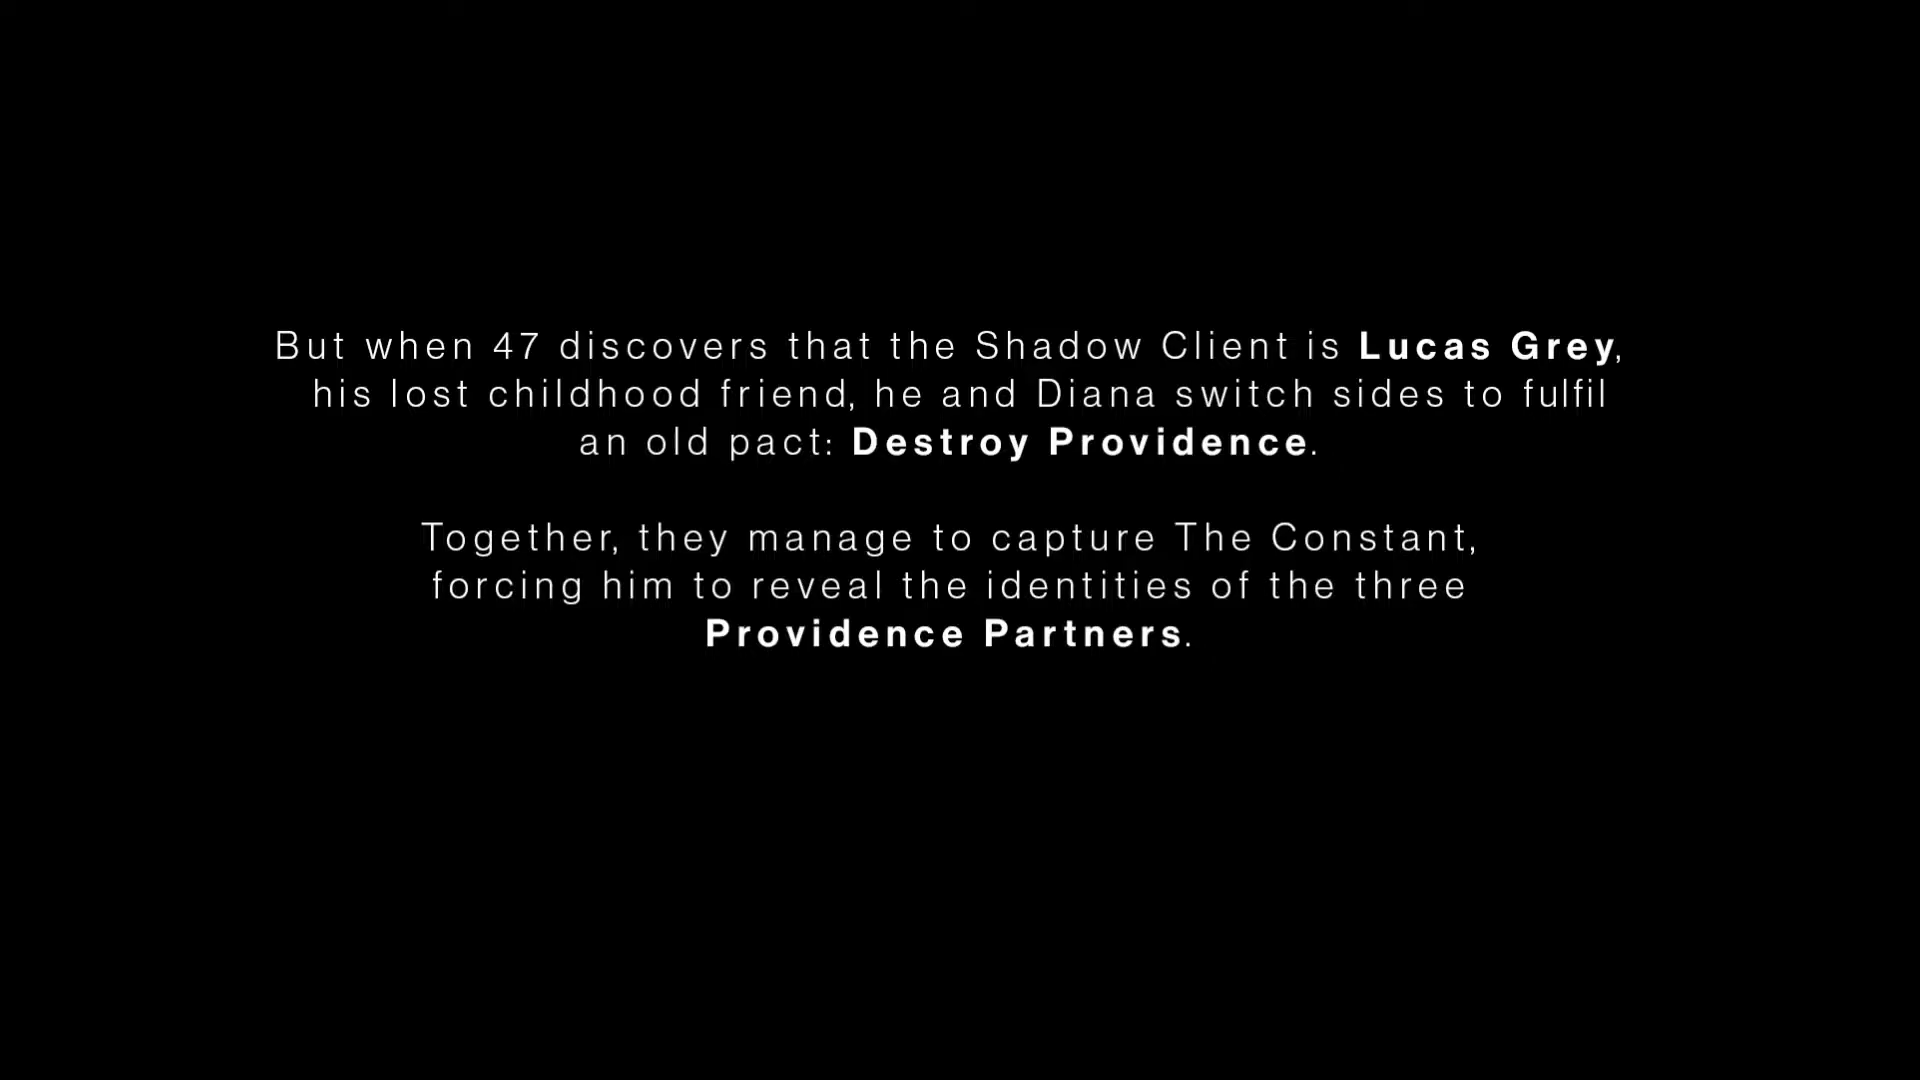 But when 47 discovers that the Shadow Client is Lucas Grey,
his lost childhood friend, he and Diana switch sides to fulfil
an old pact: Destroy Providence.
Together, they manage to capture The Constant,
forcing him to reveal the identities of the three
Providence Partners.